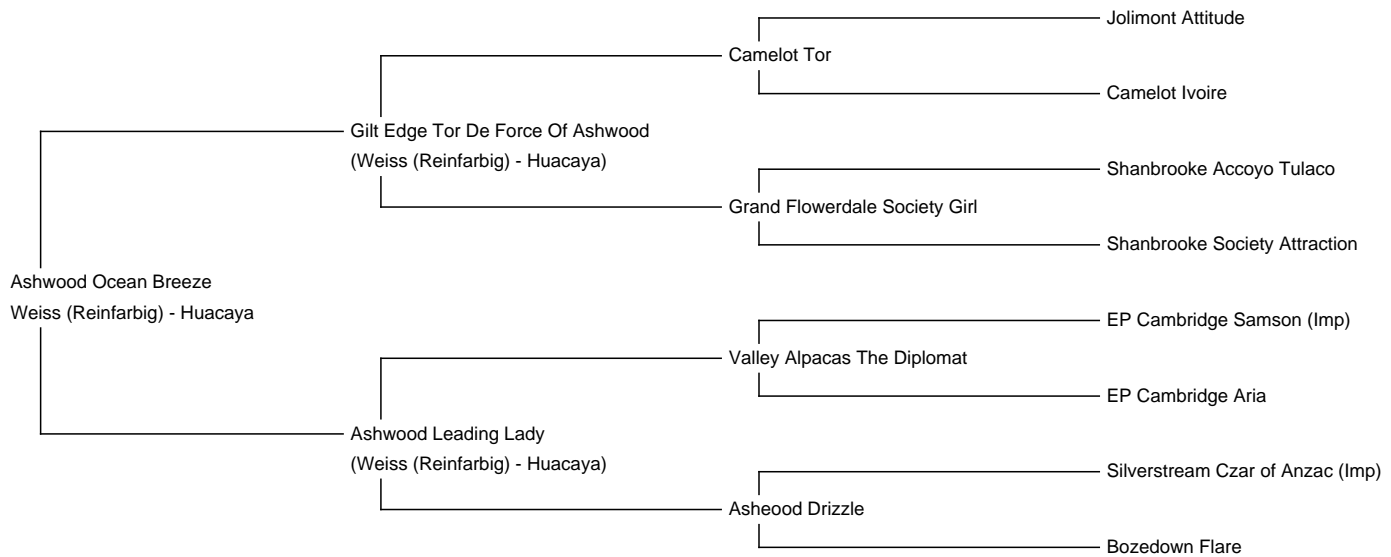 Jolimont Attitude
Camelot Tor
Camelot Ivoire
Gilt Edge Tor De Force Of Ashwood
(Weiss (Reinfarbig) - Huacaya)
Shanbrooke Accoyo Tulaco
Grand Flowerdale Society Girl
Shanbrooke Society Attraction
Ashwood Ocean Breeze
Weiss (Reinfarbig) - Huacaya
EP Cambridge Samson (Imp)
Valley Alpacas The Diplomat
EP Cambridge Aria
Ashwood Leading Lady
(Weiss (Reinfarbig) - Huacaya)
Silverstream Czar of Anzac (Imp)
Asheood Drizzle
Bozedown Flare